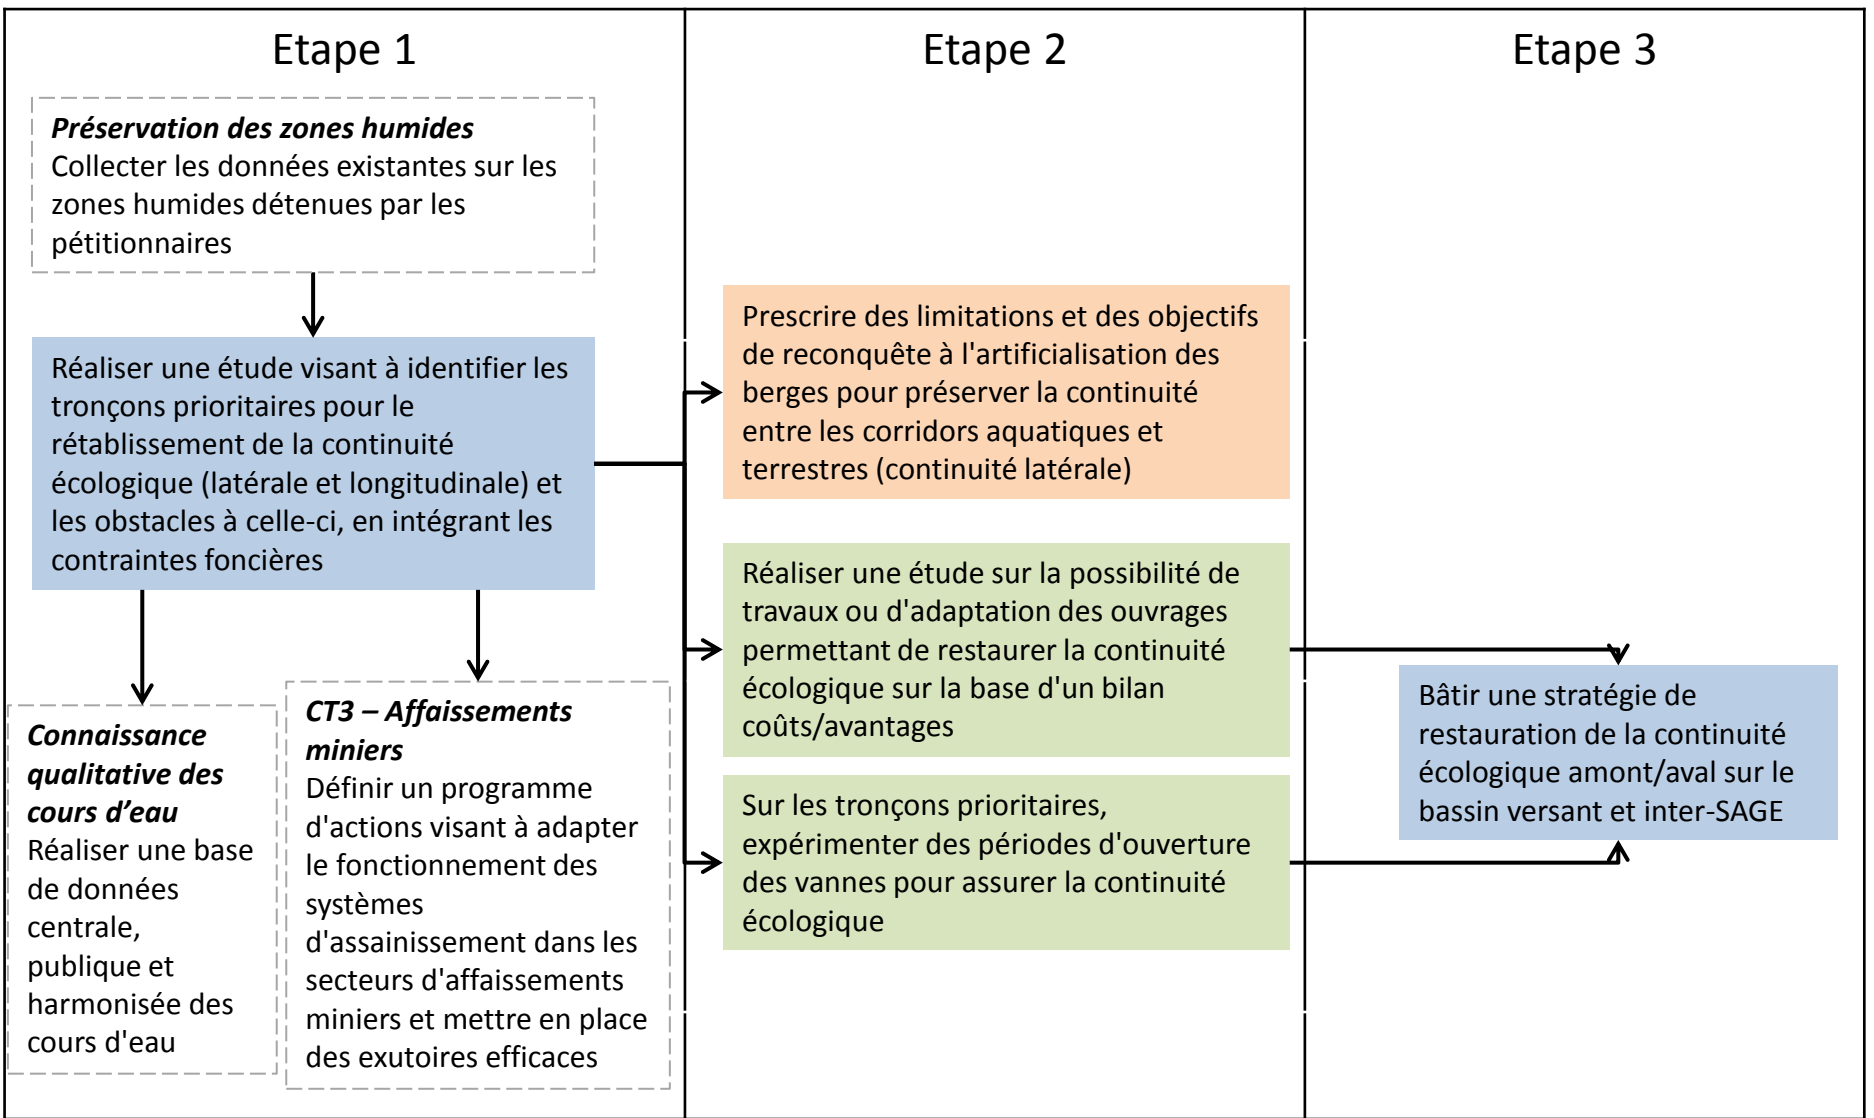 Etape 1
Préservation des zones humides
Collecter les données existantes sur les
zones humides détenues par les
pétitionnaires
Réaliser une étude visant à identifier les
tronçons prioritaires pour le
rétablissement de la continuité
écologique (latérale et longitudinale) et
les obstacles à celle-ci, en intégrant les
contraintes foncières
Connaissance
qualitative des
cours d’eau
Réaliser une base
de données
centrale,
publique et
harmonisée des
cours d'eau
CT3 – Affaissements
miniers
Définir un programme
d'actions visant à adapter
le fonctionnement des
systèmes
d'assainissement dans les
secteurs d'affaissements
miniers et mettre en place
des exutoires efficaces
Etape 2
Prescrire des limitations et des objectifs
de reconquête à l'artificialisation des
berges pour préserver la continuité
entre les corridors aquatiques et
terrestres (continuité latérale)
Réaliser une étude sur la possibilité de
travaux ou d'adaptation des ouvrages
permettant de restaurer la continuité
écologique sur la base d'un bilan
coûts/avantages
Sur les tronçons prioritaires,
expérimenter des périodes d'ouverture
des vannes pour assurer la continuité
écologique
Etape 3
Bâtir une stratégie de
restauration de la continuité
écologique amont/aval sur le
bassin versant et inter-SAGE